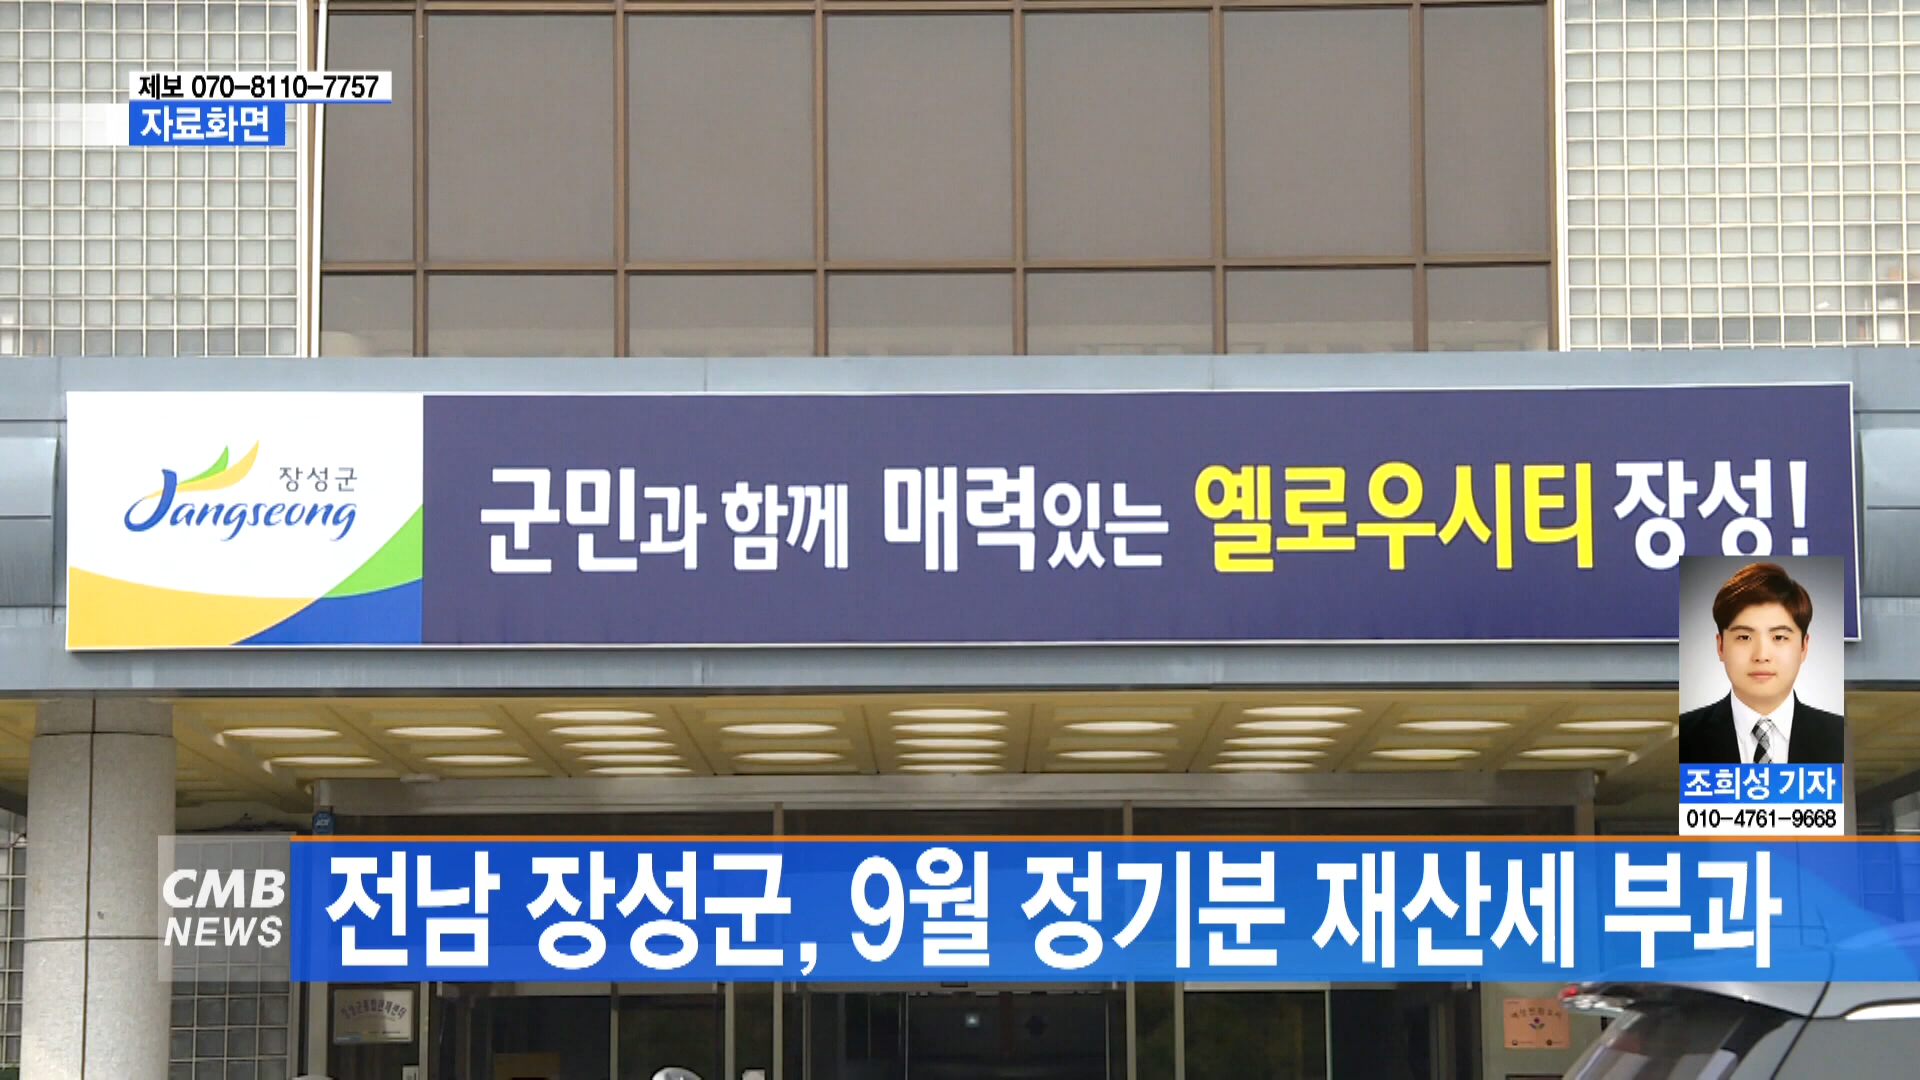 제보 070-8110-7757
자료화면
장성군
Jangseong
군민과 함께 매력있는 옐로우시티 장성!
조희성 기자
010-4761-9668
CMB
NEWS
전남 장성군, 9월 정기분 재산세 부과